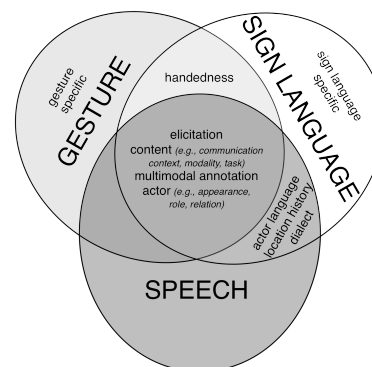 gesture
specific
GESTURE
handedness
SIGN LANGUAGE
sign language
specific
elicitation
content (e.g., communication
context, modality, task)
multimodal annotation
actor (e.g., appearance,
role, relation)
actor language
location history
dialect
SPEECH